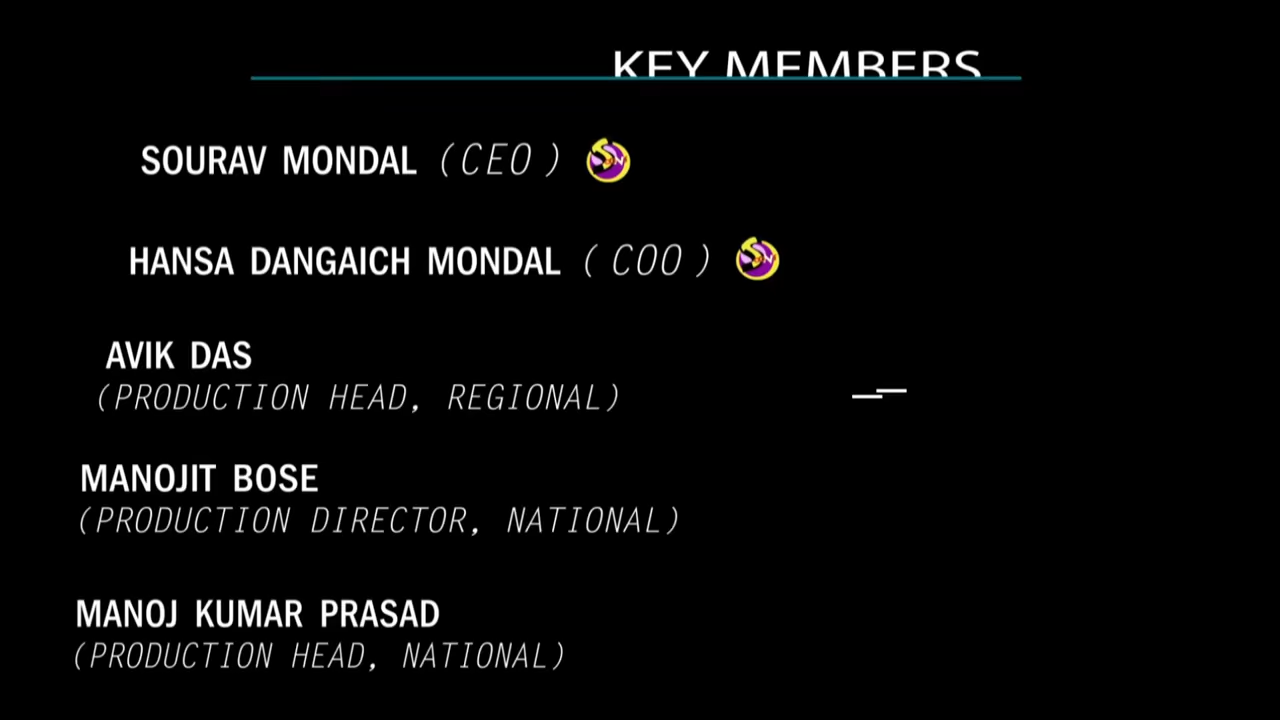 KEY MEMBERS
SOURAV MONDAL (CEO )
HANSA DANGAICH MONDAL ( COO )
AVIK DAS
(PRODUCTION HEAD, REGIONAL)
MANOJIT BOSE
(PRODUCTION DIRECTOR, NATIONAL)
MANOJ KUMAR PRASAD
(PRODUCTION HEAD, NATIONAL)